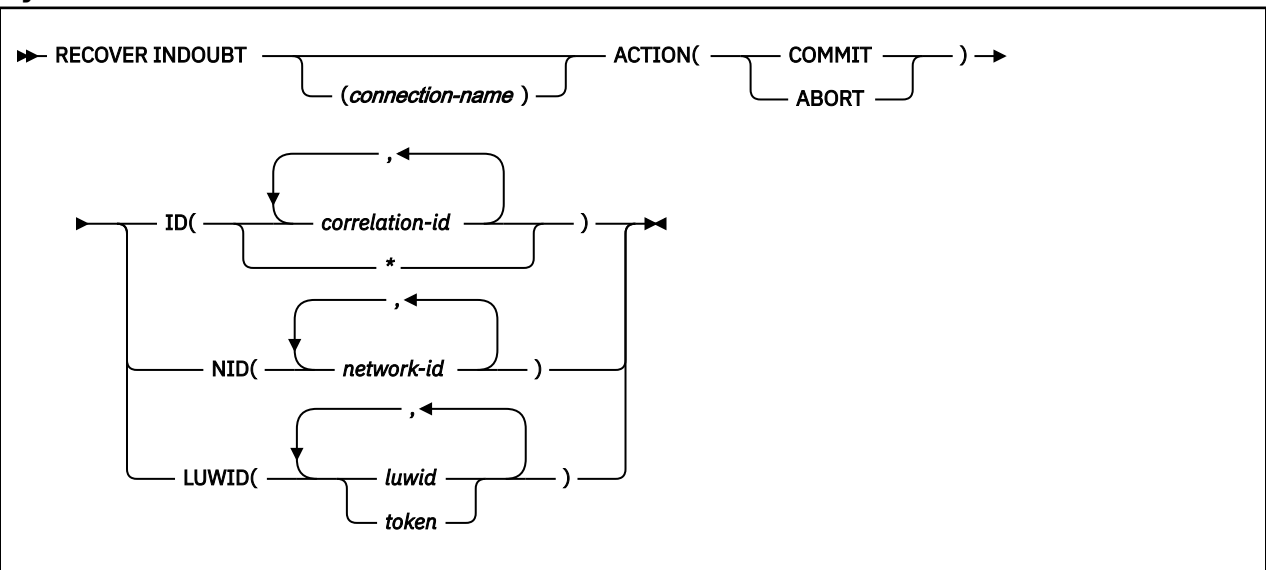 RECOVER INDOUBT ACTION( COMMIT )
(connection-name ) ABORT
,
ID( correlation-id )
*
,
NID( network-id )
,
LUWID( luwid )
token